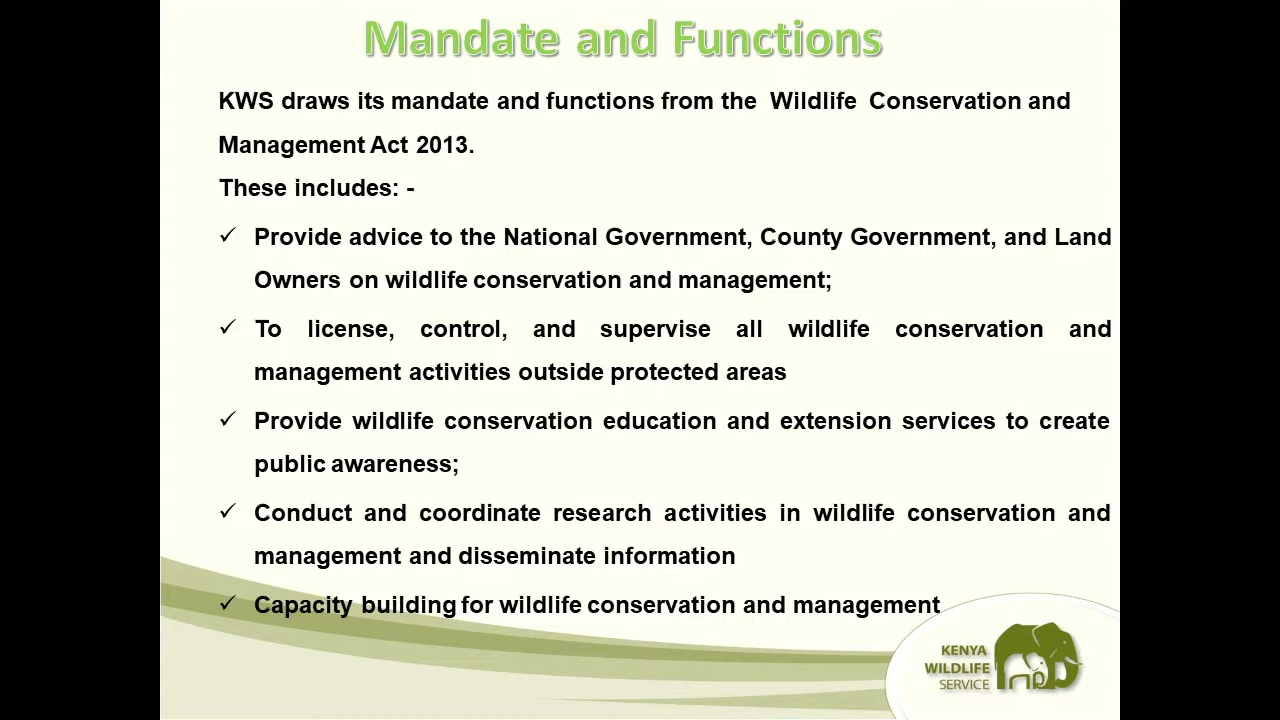 Mandate and Functions
KWS draws its mandate and functions from the Wildlife Conservation and
Management Act 2013.
These includes: -
✓ Provide advice to the National Government, County Government, and Land
Owners on wildlife conservation and management;
✓ To license, control, and supervise all wildlife conservation and
management activities outside protected areas
✓ Provide wildlife conservation education and extension services to create
public awareness;
✓ Conduct and coordinate research activities in wildlife conservation and
management and disseminate information
✓ Capacity building for wildlife conservation and management
KENYA
WILDLIFE
SERVICE